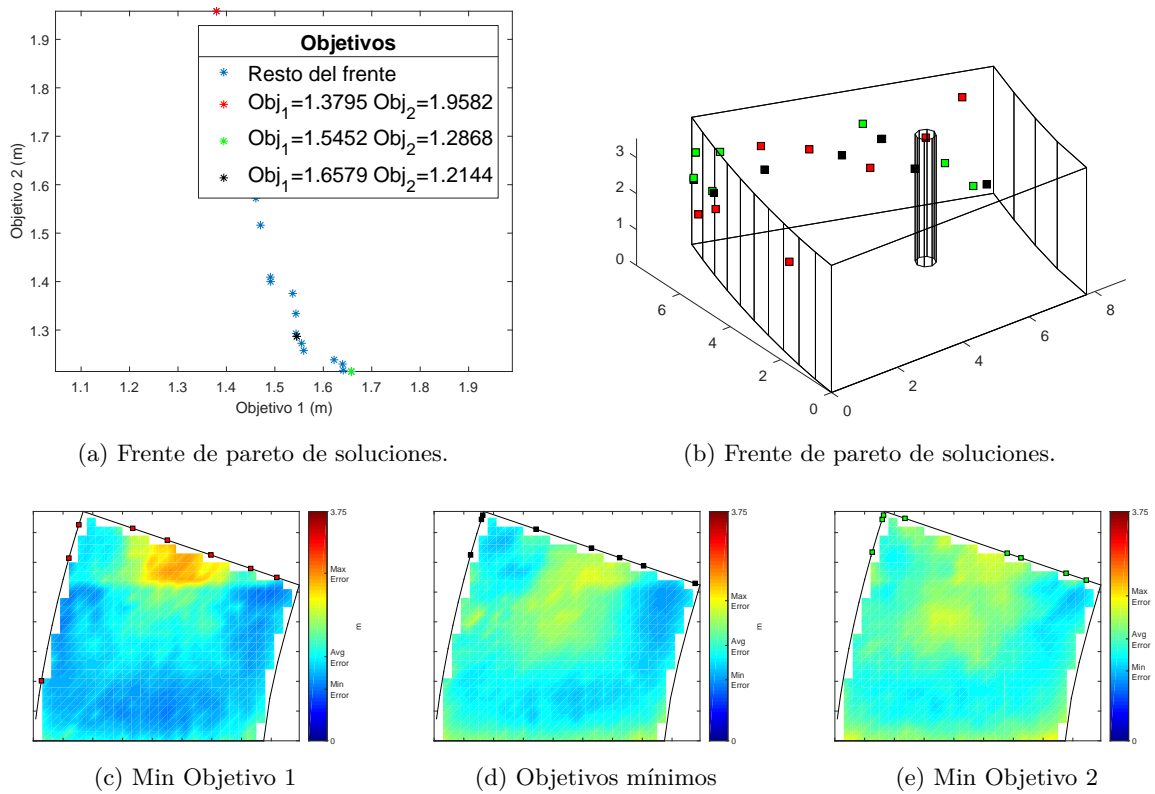 1.9
1.8
1.7
1.6
1.5
1.4
1.3
Objetivo 2 (m)
1.1 1.2 1.3 1.4 1.5 1.6 1.7 1.8 1.9
Objetivo 1 (m)
Objetivos
Resto del frente
Obj1=1.3795 Obj2=1.9582
Obj1=1.5452 Obj2=1.2868
Obj1=1.6579 Obj2=1.2144
3
2
1
0
6
4
2
0
0
2
4
6
8
(a) Frente de pareto de soluciones.
(b) Frente de pareto de soluciones.
3.75
Max
Error
Avg
Error
Min
Error
0
m
3.75
Max
Error
Avg
Error
Min
Error
0
m
3.75
Max
Error
Avg
Error
Min
Error
0
(c) Min Objetivo 1
(d) Objetivos mínimos
(e) Min Objetivo 2